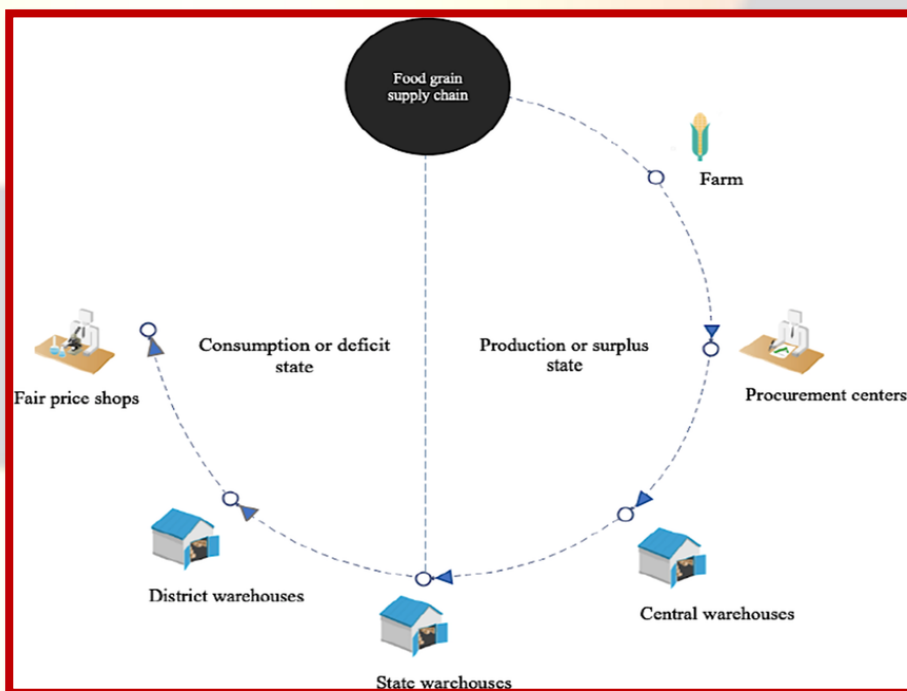 Food grain
supply chain
Farm
Consumption or deficit
state
Production or surplus
state
Fair price shops
Procurement centers
District warehouses
Central warehouses
State warehouses